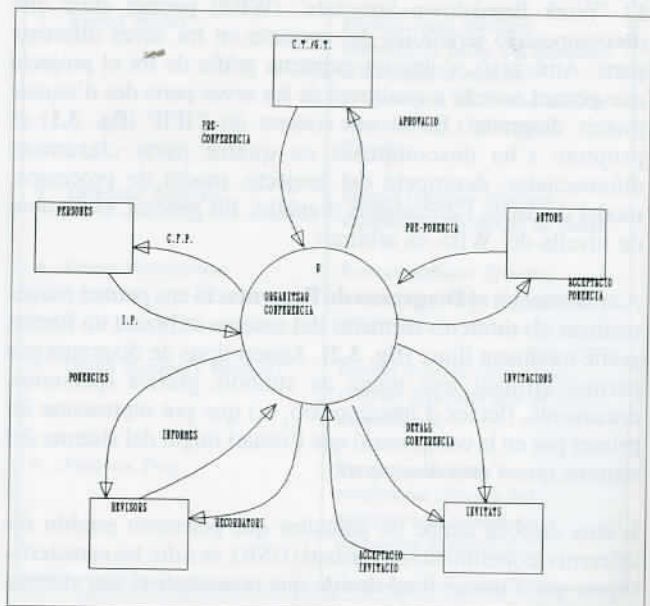 C.T./G.T.
PRE-
CONFERENCIA
APROVACIO
PERSONES
C.F.P.
I.P.
PRE-PONENCIA
AUTORS
ACCEPTACIO
PONENCIA
0
ORGANITZAR
CONFERENCIA
PONENCIES
INFORMES
INVITACIONS
DETALL
CONFERENCIA
REVISORS
RECORDATORI
ACCEPTACIO
INVITACIO
INVITATS